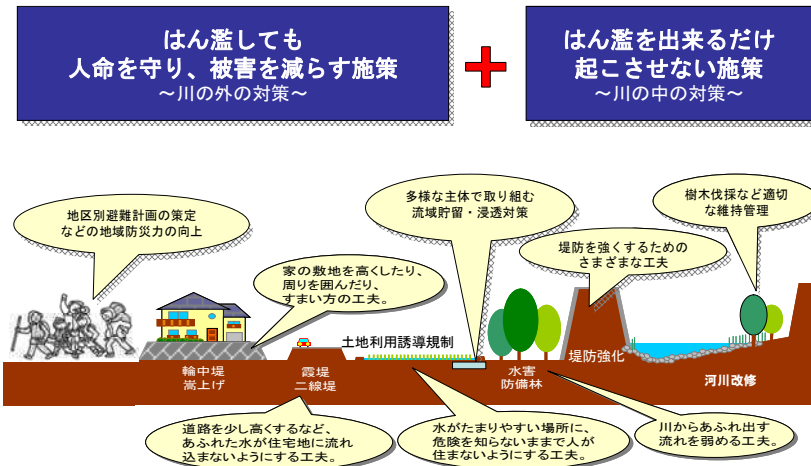 はん濫しても
人命を守り、被害を減らす施策
～川の外の対策～
はん濫を出来るだけ
起こさせない施策
～川の中の対策～
地区別避難計画の策定
などの地域防災力の向上
家の敷地を高くしたり、
周りを囲んだり、
すまい方の工夫。
多様な主体で取り組む
流域貯留・浸透対策
堤防を強くするための
さまざまな工夫
樹木伐採など適切
な維持管理
土地利用誘導規制
輪中堤
嵩上げ
霞堤
二線堤
水害
防備林
堤防強化
河川改修
道路を少し高くするなど、
あふれた水が住宅地に流れ
込まないようにする工夫。
水がたまりやすい場所に、
危険を知らないままで人が
住まないようにする工夫。
川からあふれ出す
流れを弱める工夫。